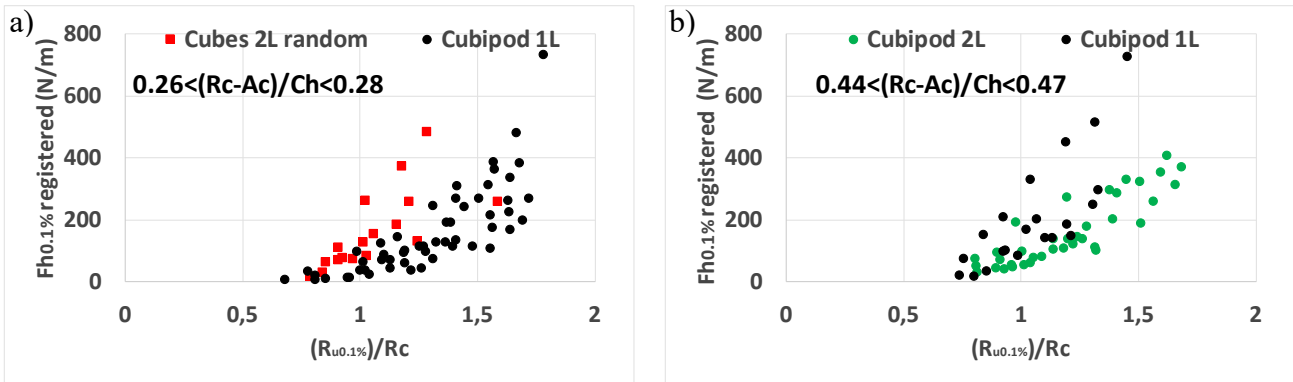 a)
Fh0.1% registered (N/m)
800
600
400
200
0
Cubes 2L random
Cubipod 1L
0.26<(Rc-Ac)/Ch<0.28
0
0,5
1
1,5
2
(Ru0.1%)/Rc
b)
Fh0.1% registered (N/m)
800
600
400
200
0
Cubipod 2L
Cubipod 1L
0.44<(Rc-Ac)/Ch<0.47
0
0,5
1
1,5
2
(Ru0.1%)/Rc